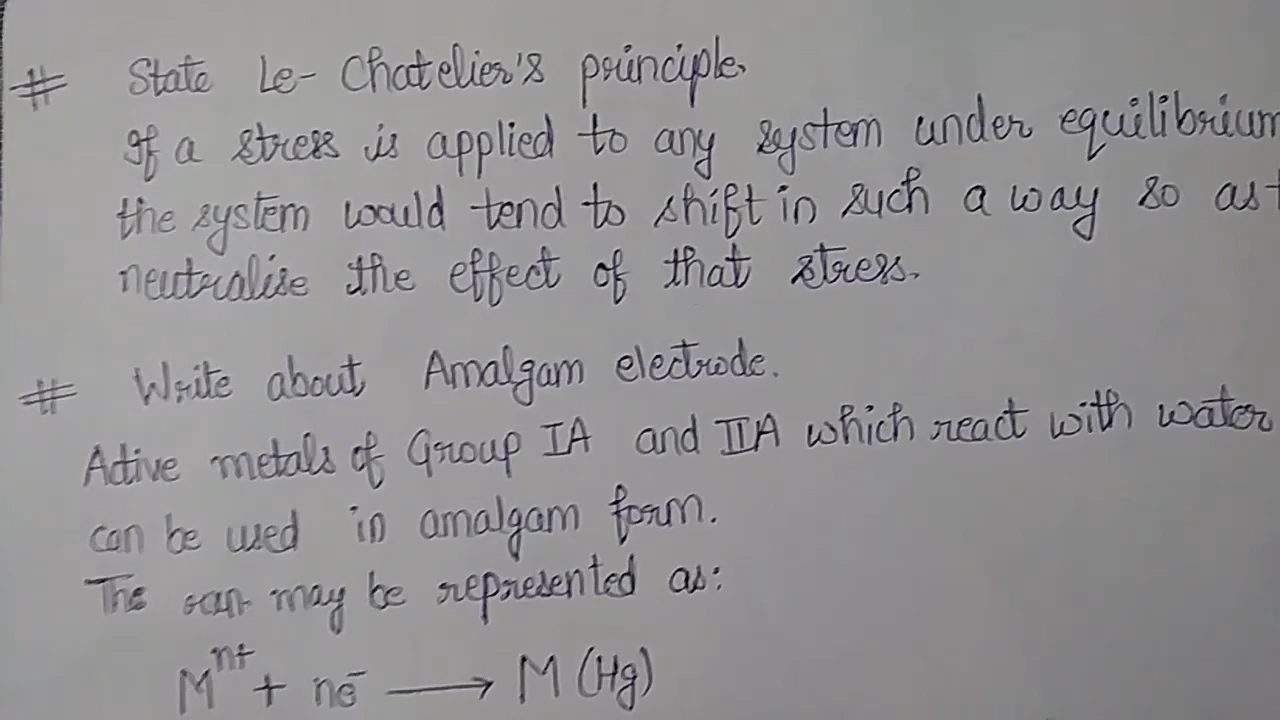 # State Le- Chatelier's principle.
If a stress is applied to any system under equilibrium
the system would tend to shift in such a way so as t
neutralise the effect of that stress.
# Write about Amalgam electrode.
Active metals of Group IA and IIA which react with water
can be used in amalgam form.
The may be represented as:
Mⁿ⁺ + ne⁻ ⟶ M (Hg)